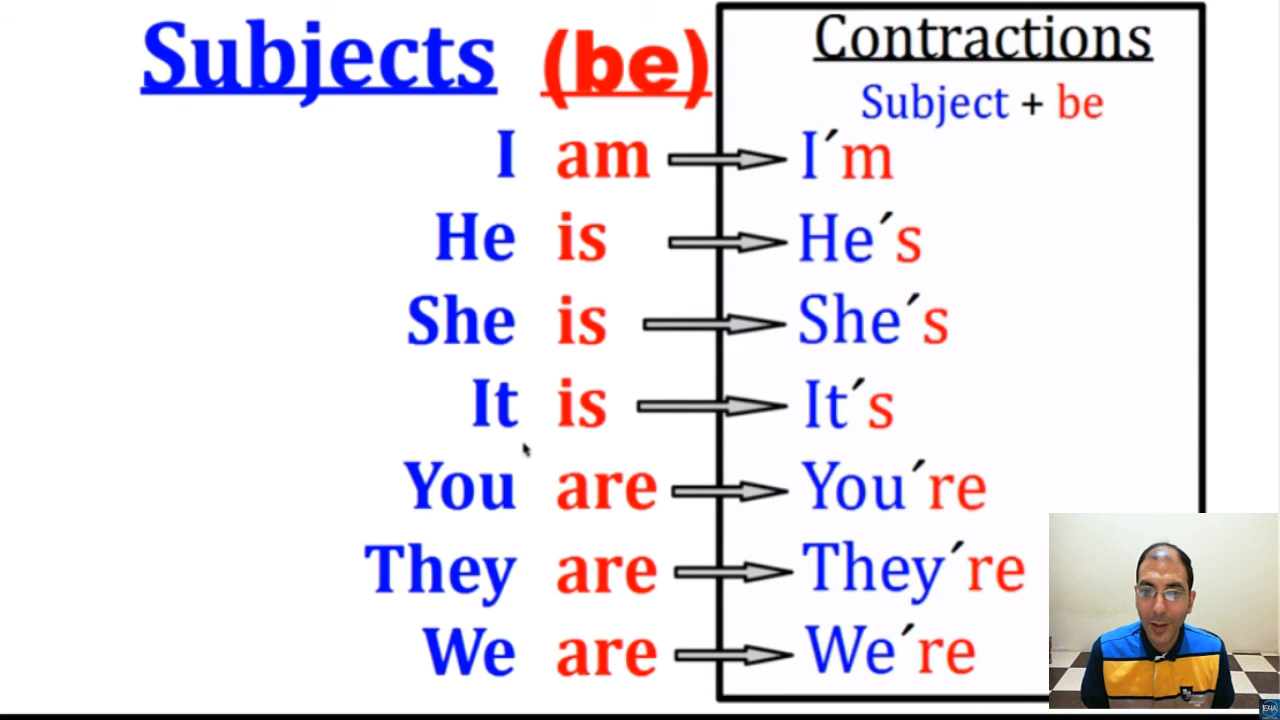 Subjects (be) Contractions
Subject + be
I am I´m
He is He´s
She is She´s
It is It´s
You are You´re
They are They´re
We are We´re
E4A